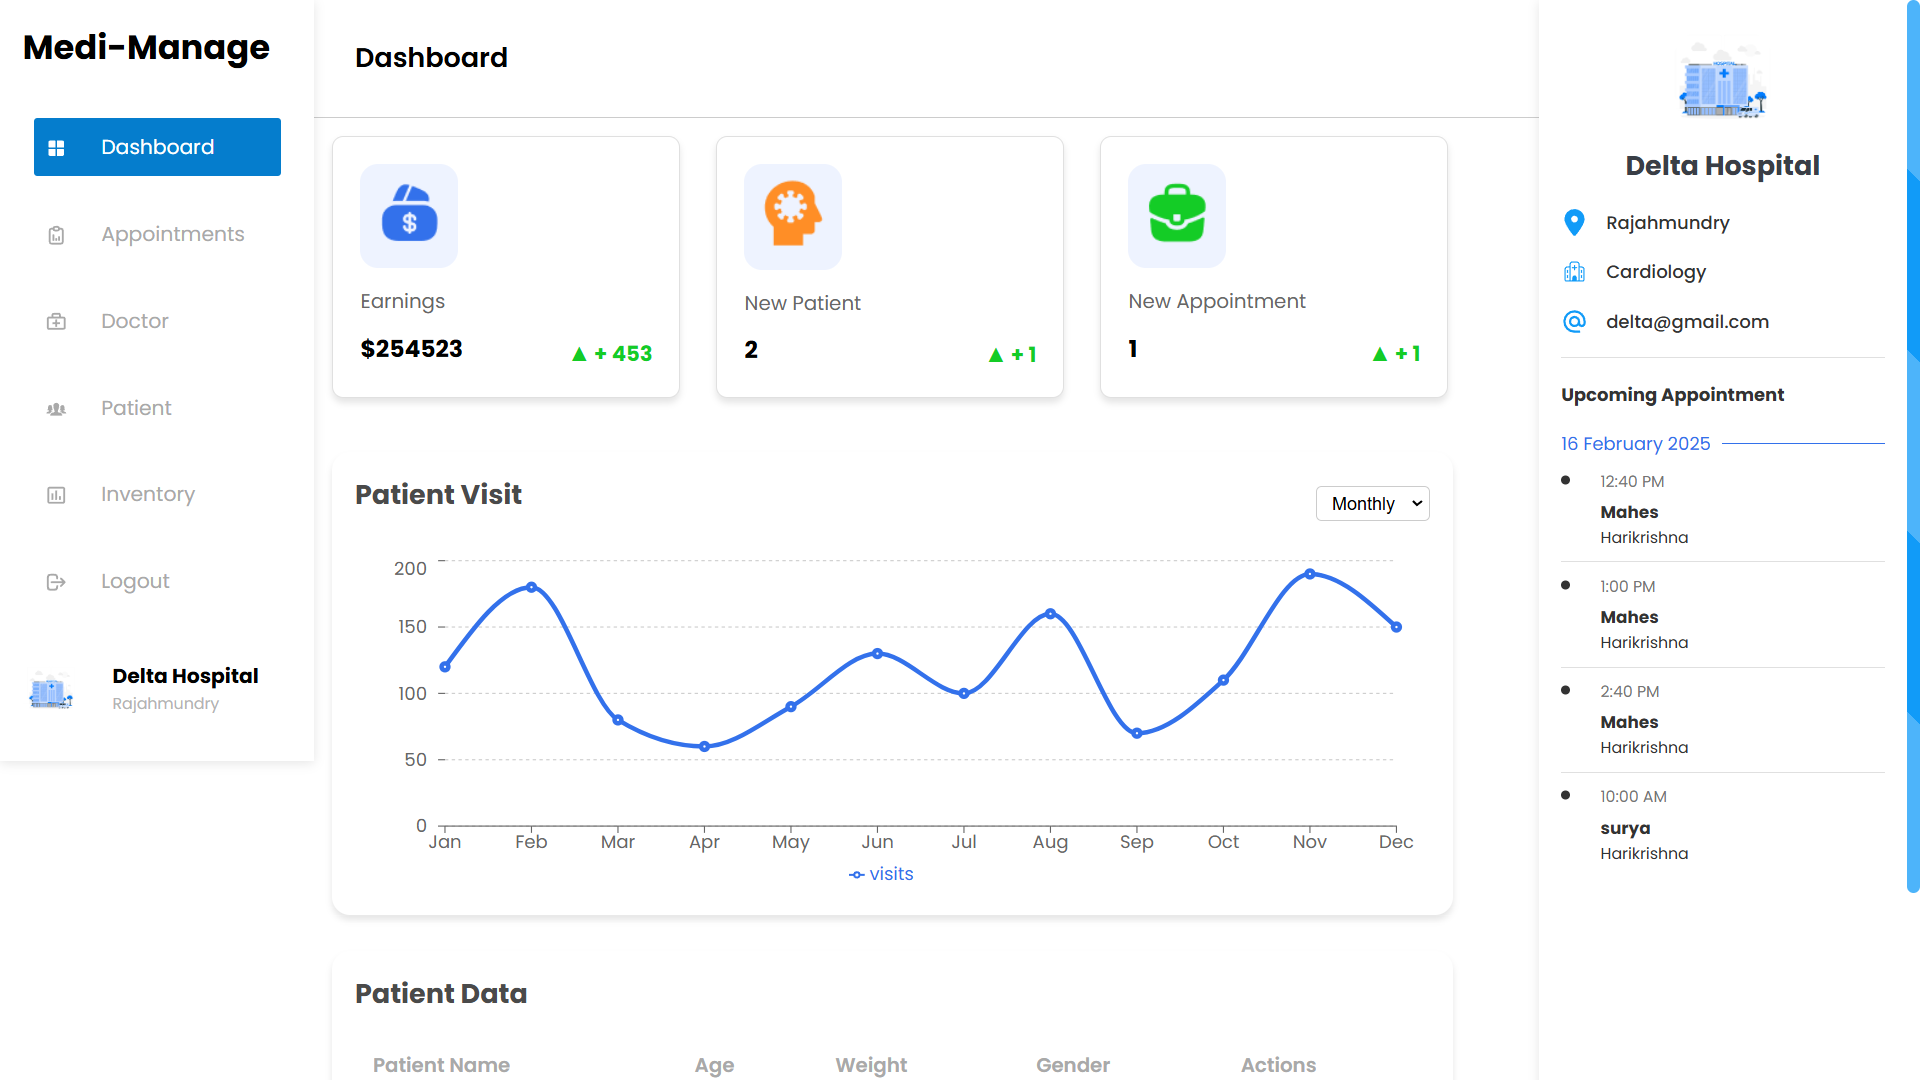 Medi-Manage
Dashboard
Appointments
Doctor
Patient
Inventory
Logout
Delta Hospital
Rajahmundry
Dashboard
Earnings
$254523
▲ + 453
New Patient
2
▲ + 1
New Appointment
1
▲ + 1
Patient Visit
Monthly
200
150
100
50
0
Jan Feb Mar Apr May Jun Jul Aug Sep Oct Nov Dec
visits
Patient Data
Patient Name Age Weight Gender Actions
HOSPITAL
Delta Hospital
Rajahmundry
Cardiology
delta@gmail.com
Upcoming Appointment
16 February 2025
12:40 PM
Mahes
Harikrishna
1:00 PM
Mahes
Harikrishna
2:40 PM
Mahes
Harikrishna
10:00 AM
surya
Harikrishna